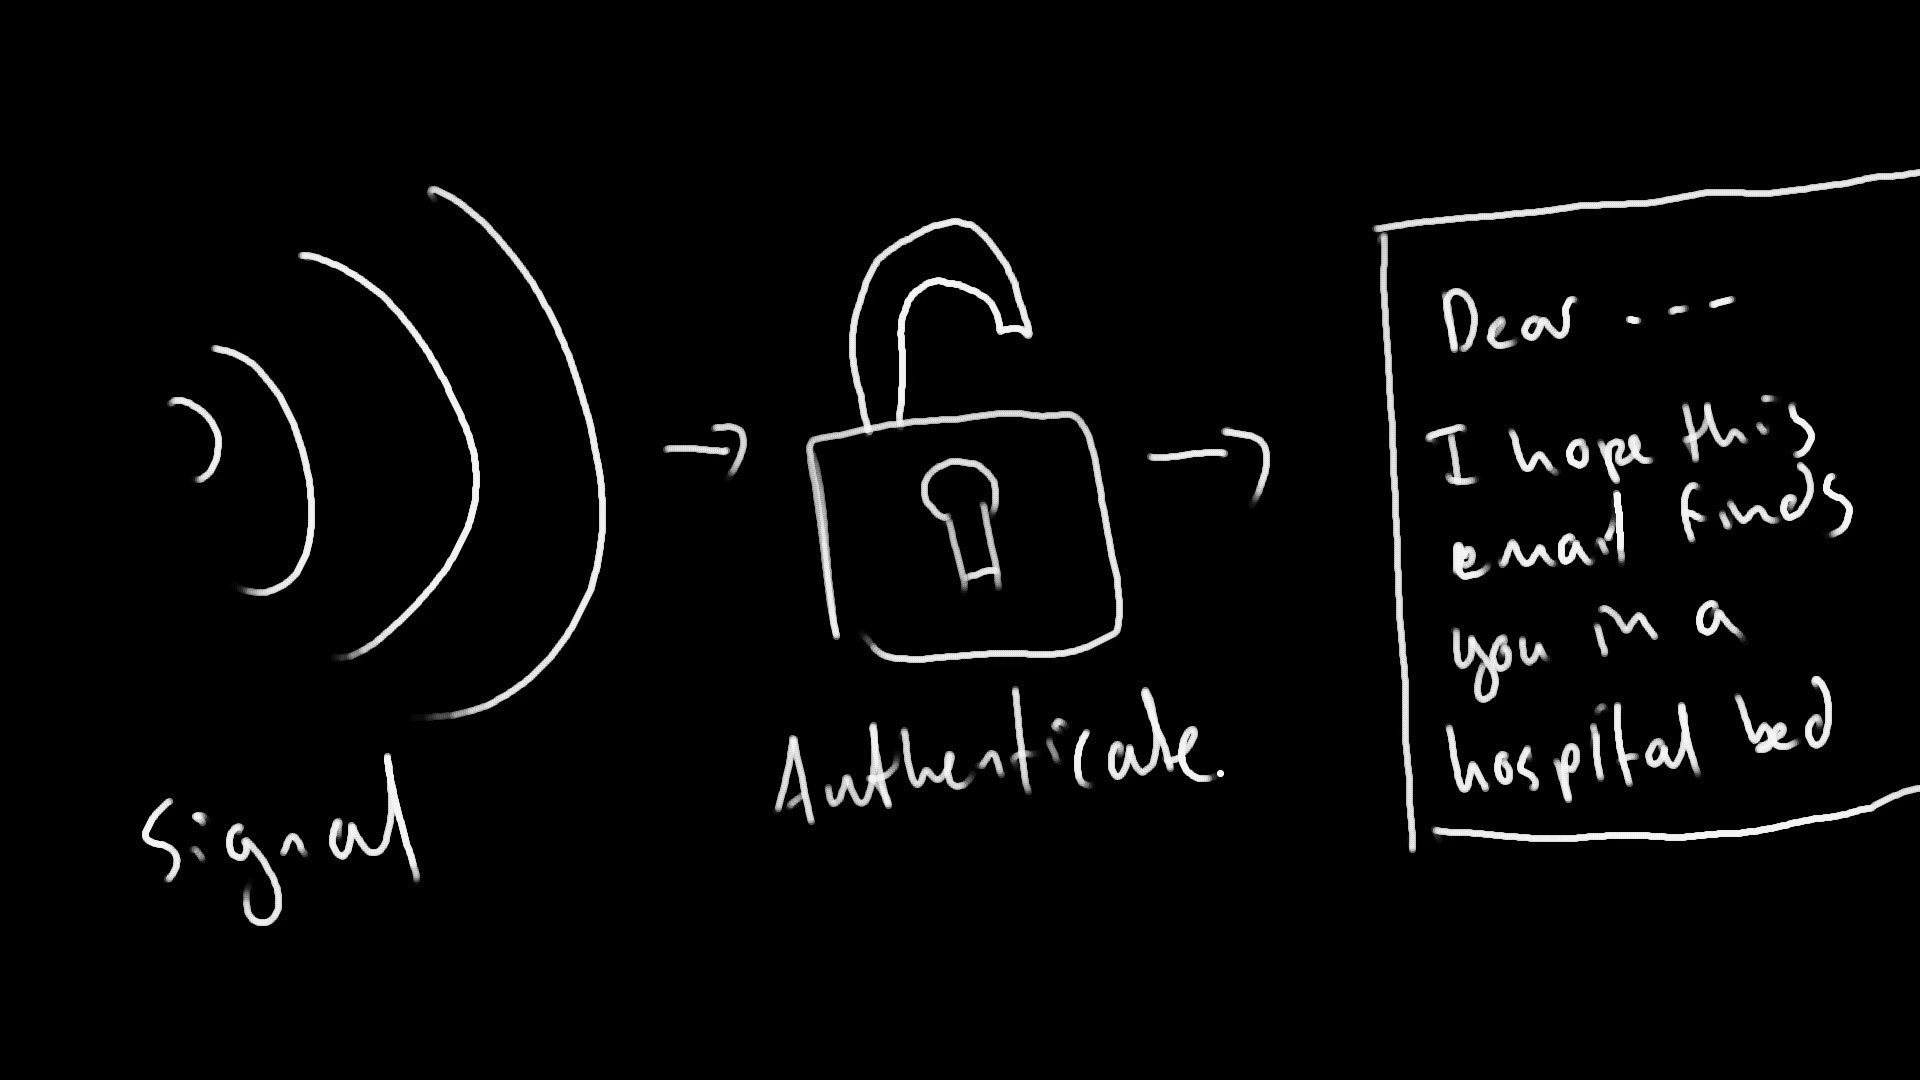 Signal
Authenticate.
Dear ---
I hope this
email finds
you in a
hospital bed